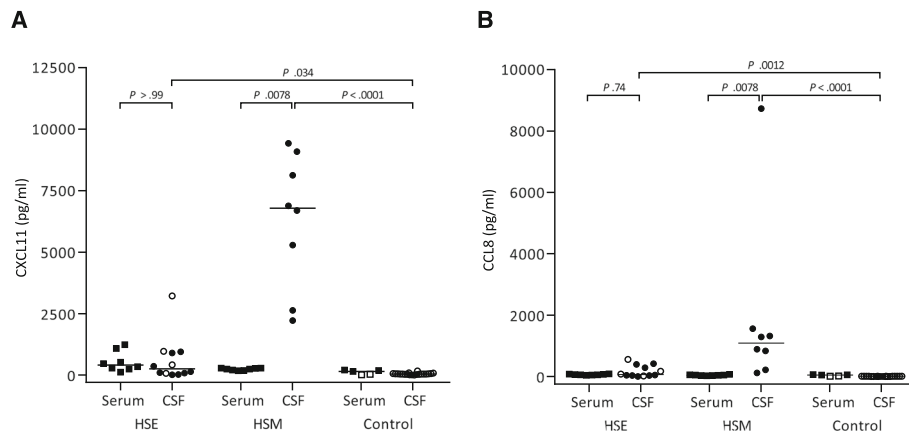 A
12500
10000
7500
5000
2500
0
CXCL11 (pg/ml)
P .034
P > .99
P .0078
P < .0001
Serum CSF Serum CSF Serum CSF
HSE HSM Control
B
10000
8000
6000
4000
2000
0
CCL8 (pg/ml)
P .0012
P .74
P .0078
P < .0001
Serum CSF Serum CSF Serum CSF
HSE HSM Control